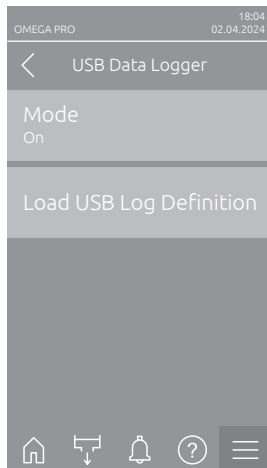 18:04
OMEGA PRO 02.04.2024
USB Data Logger
Mode
On
Load USB Log Definition
?